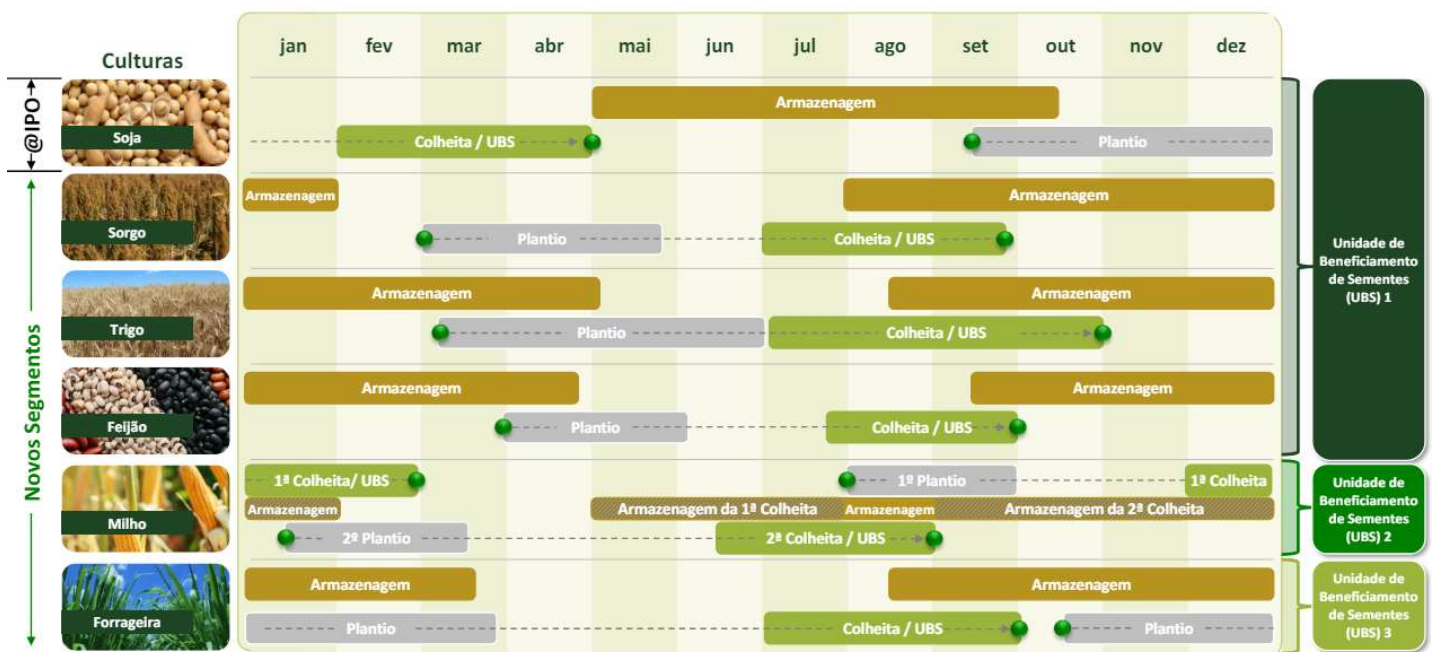 jan fev mar abr mai jun jul ago set out nov dez
Culturas
@IPO
Novos Segmentos
Soja
Armazenagem
Colheita / UBS
Plantio
Sorgo
Armazenagem
Armazenagem
Plantio
Colheita / UBS
Trigo
Armazenagem
Armazenagem
Plantio
Colheita / UBS
Feijão
Armazenagem
Armazenagem
Plantio
Colheita / UBS
Milho
1ª Colheita/ UBS
1º Plantio
1ª Colheita
Armazenagem
Armazenagem da 1ª Colheita
Armazenagem
Armazenagem da 2ª Colheita
2º Plantio
2ª Colheita / UBS
Forrageira
Armazenagem
Armazenagem
Plantio
Colheita / UBS
Plantio
Unidade de
Beneficiamento
de Sementes
(UBS) 1
Unidade de
Beneficiamento
de Sementes
(UBS) 2
Unidade de
Beneficiamento
de Sementes
(UBS) 3